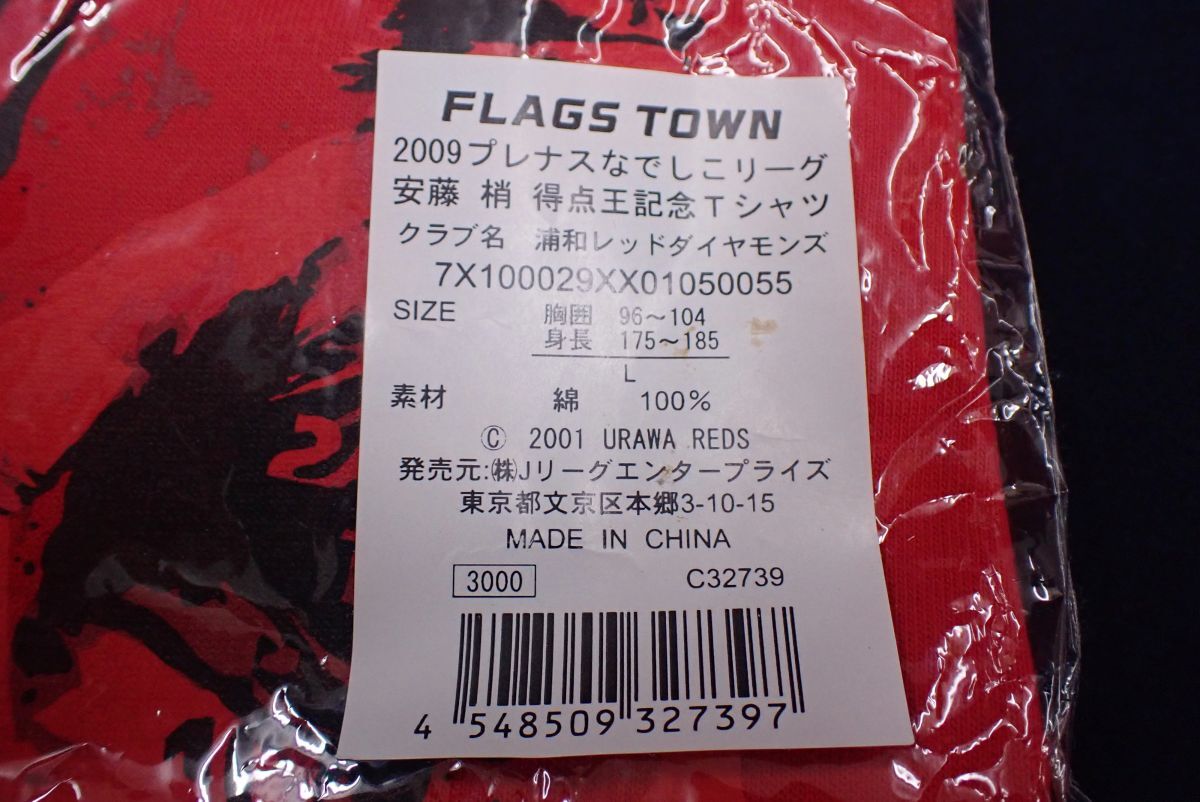 FLAGS TOWN
2009プレナスなでしこリーグ
安藤 梢 得点王記念Tシャツ
クラブ名 浦和レッドダイヤモンズ
7X100029XX01050055
SIZE 胸囲 96～104
身長 175～185
L
素材 綿 100%
© 2001 URAWA REDS
発売元:㈱Jリーグエンタープライズ
東京都文京区本郷3-10-15
MADE IN CHINA
3000 C32739
4 548509 327397